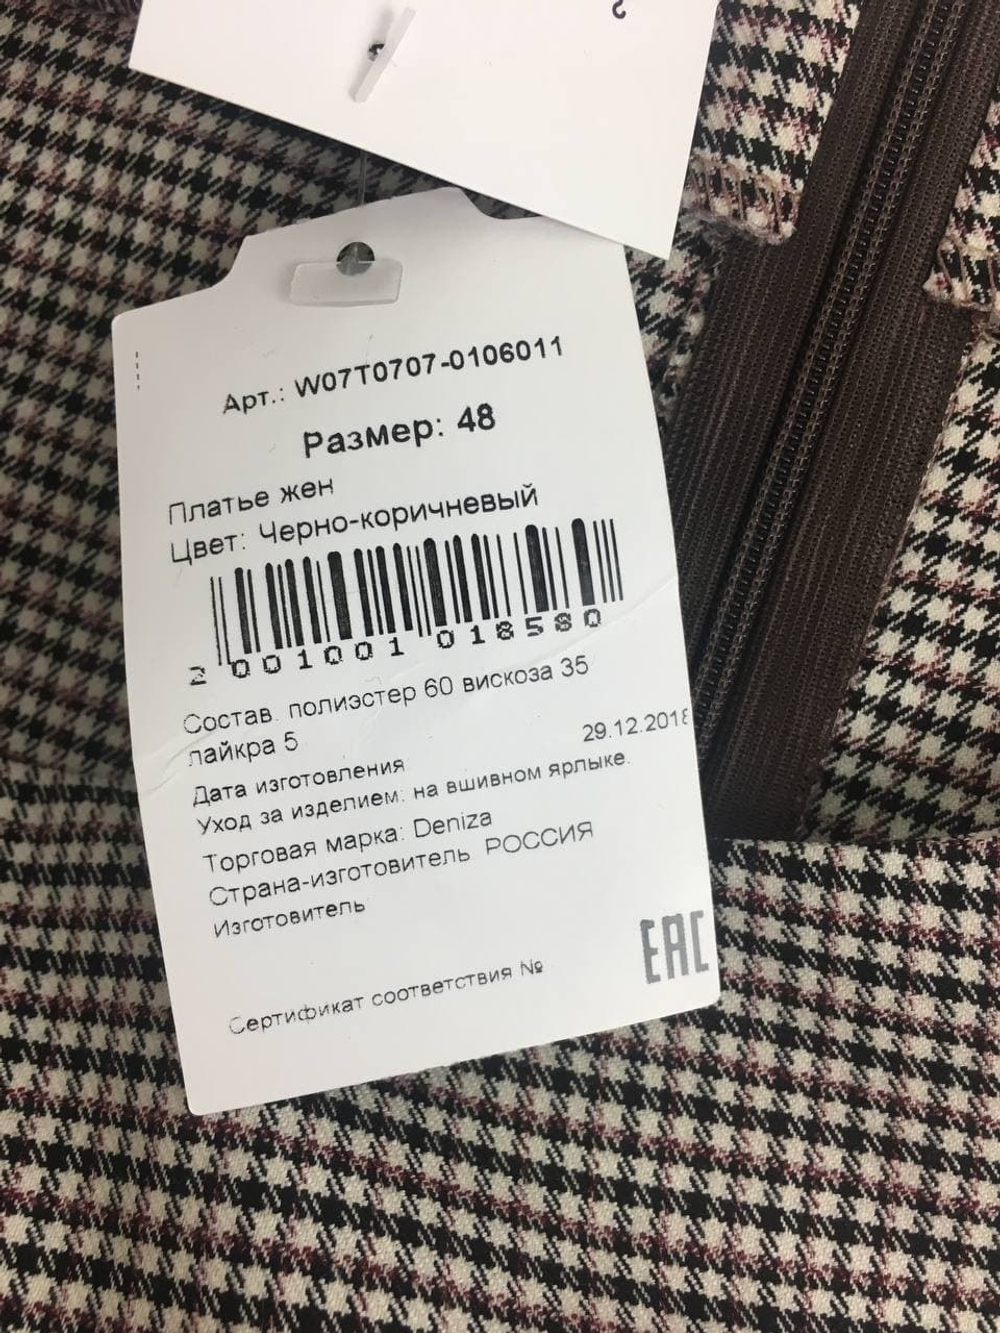 Арт.: W07T0707-0106011
Размер: 48
Платье жен
Цвет: Черно-коричневый
2 001001 018580
Состав. полиэстер 60 вискоза 35
лайкра 5
Дата изготовления 29.12.2018
Уход за изделием: на вшивном ярлыке.
Торговая марка: Deniza
Страна-изготовитель РОССИЯ
Изготовитель
Сертификат соответствия №
EAC